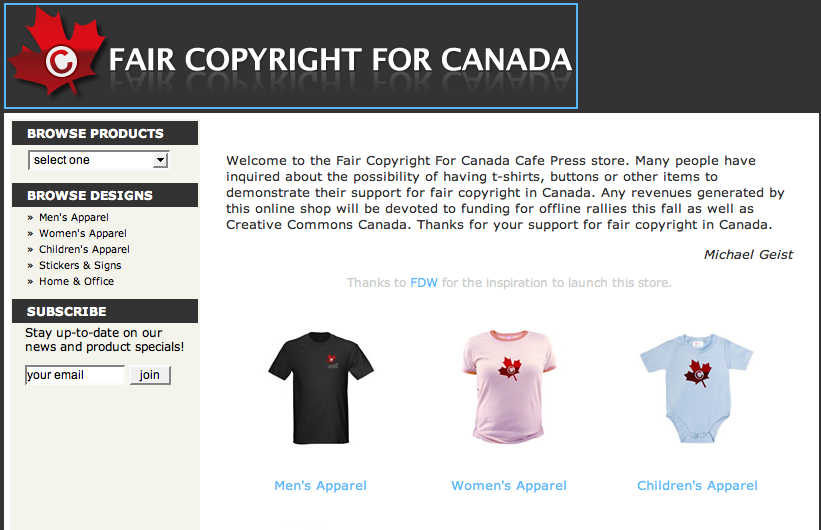 C FAIR COPYRIGHT FOR CANADA
BROWSE PRODUCTS
select one
BROWSE DESIGNS
» Men's Apparel
» Women's Apparel
» Children's Apparel
» Stickers & Signs
» Home & Office
SUBSCRIBE
Stay up-to-date on our
news and product specials!
your email join
Welcome to the Fair Copyright For Canada Cafe Press store. Many people have
inquired about the possibility of having t-shirts, buttons or other items to
demonstrate their support for fair copyright in Canada. Any revenues generated by
this online shop will be devoted to funding for offline rallies this fall as well as
Creative Commons Canada. Thanks for your support for fair copyright in Canada.
Michael Geist
Thanks to FDW for the inspiration to launch this store.
C
C
C
Men's Apparel Women's Apparel Children's Apparel